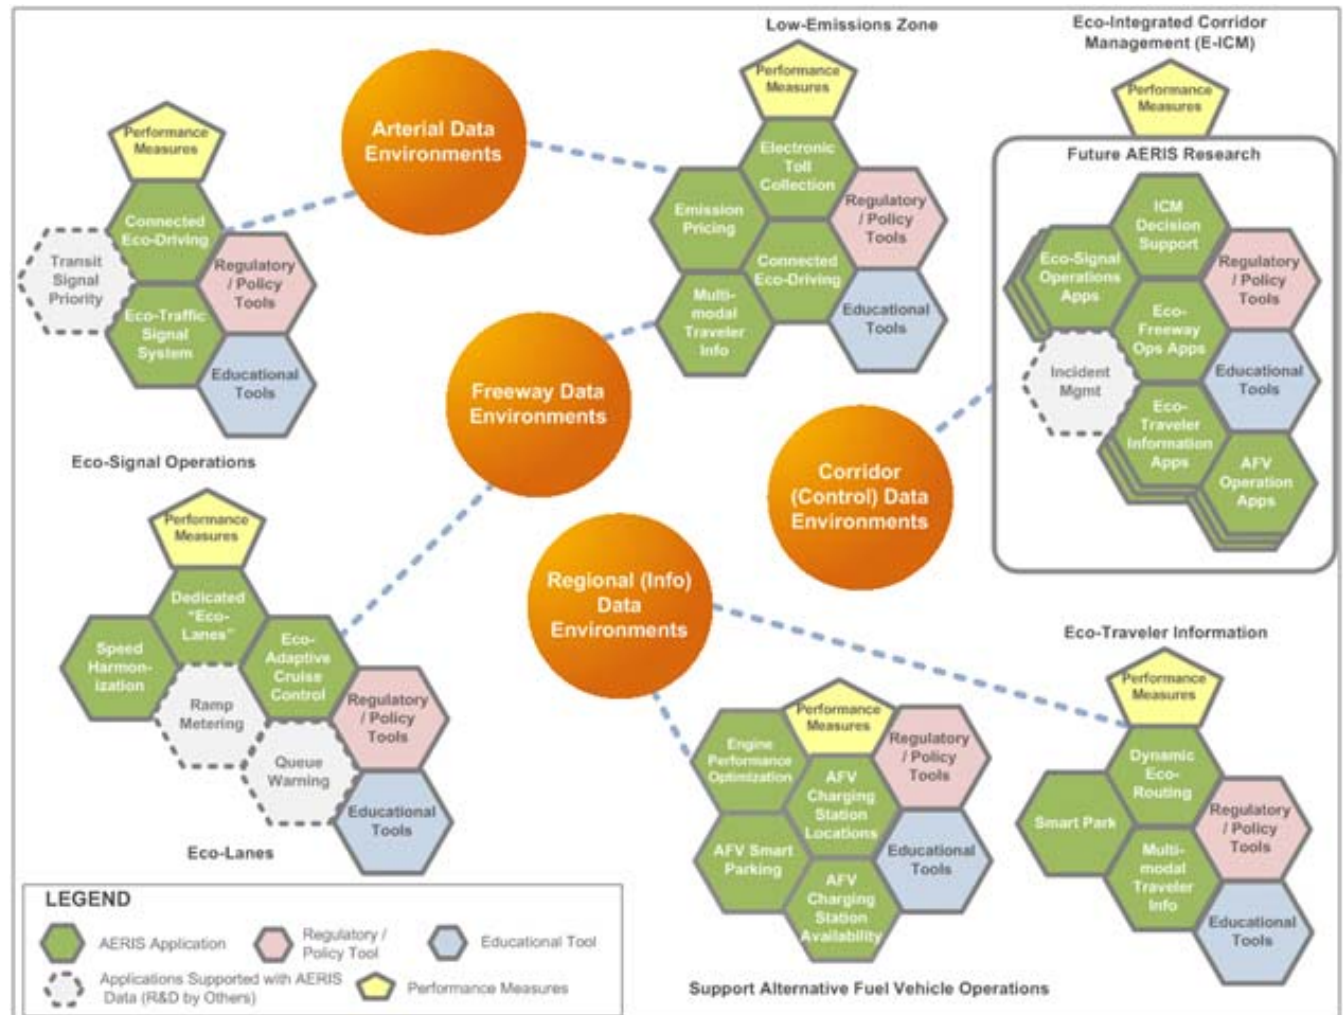 Low-Emissions Zone
Eco-Integrated Corridor
Management (E-ICM)
Arterial Data
Environments
Performance
Measures
Connected
Eco-Driving
Transit
Signal
Priority
Regulatory
/ Policy
Tools
Eco-Traffic
Signal
System
Educational
Tools
Eco-Signal Operations
Performance
Measures
Electronic
Toll
Collection
Emission
Pricing
Regulatory
/ Policy
Tools
Connected
Eco-Driving
Multi-
modal
Traveler
Info
Educational
Tools
Performance
Measures
Future AERIS Research
ICM
Decision
Support
Eco-Signal
Operations
Apps
Regulatory
/ Policy
Tools
Eco-
Freeway
Ops Apps
Incident
Mgmt
Educational
Tools
Eco-
Traveler
Information
Apps
AFV
Operation
Apps
Freeway Data
Environments
Corridor
(Control) Data
Environments
Regional (Info)
Data
Environments
Performance
Measures
Dedicated
"Eco-
Lanes"
Speed
Harmon-
ization
Eco-
Adaptive
Cruise
Control
Ramp
Metering
Regulatory
/ Policy
Tools
Queue
Warning
Educational
Tools
Eco-Lanes
Performance
Measures
Engine
Performance
Optimization
Regulatory
/ Policy
Tools
AFV
Charging
Station
Locations
AFV Smart
Parking
Educational
Tools
AFV
Charging
Station
Availability
Support Alternative Fuel Vehicle Operations
Eco-Traveler Information
Performance
Measures
Dynamic
Eco-
Routing
Smart Park
Regulatory
/ Policy
Tools
Multi-
modal
Traveler
Info
Educational
Tools
LEGEND
AERIS Application
Regulatory /
Policy Tool
Educational Tool
Applications Supported with AERIS
Data (R&D by Others)
Performance Measures